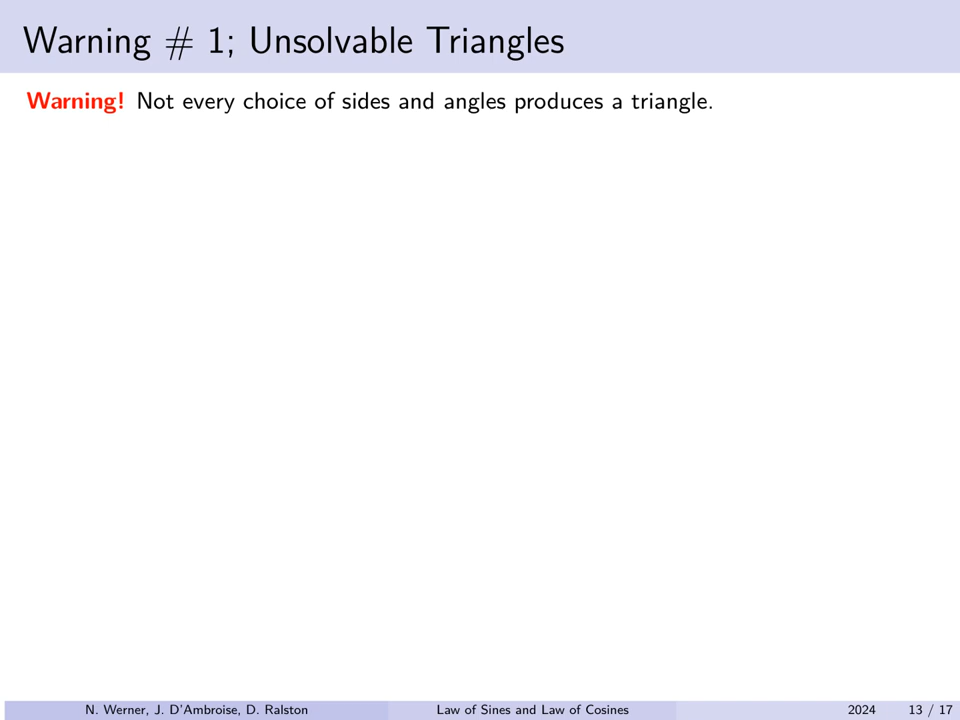 Warning # 1; Unsolvable Triangles
Warning! Not every choice of sides and angles produces a triangle.
N. Werner, J. D'Ambroise, D. Ralston
Law of Sines and Law of Cosines
2024
13 / 17